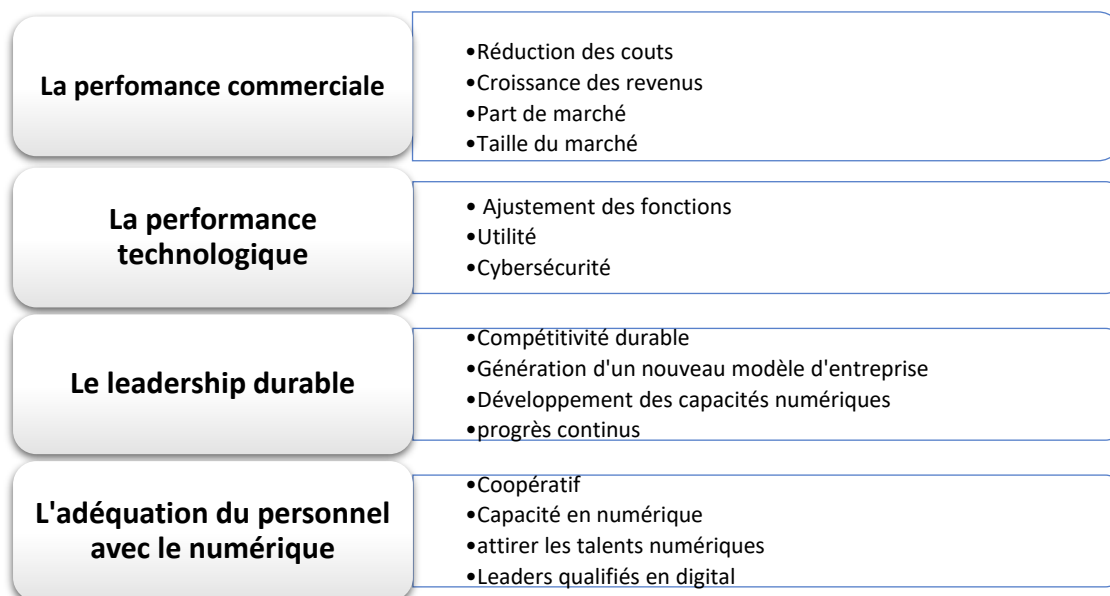 La perfomance commerciale
•Réduction des couts
•Croissance des revenus
•Part de marché
•Taille du marché
La performance
technologique
• Ajustement des fonctions
•Utilité
•Cybersécurité
Le leadership durable
•Compétitivité durable
•Génération d'un nouveau modèle d'entreprise
•Développement des capacités numériques
•progrès continus
L'adéquation du personnel
avec le numérique
•Coopératif
•Capacité en numérique
•attirer les talents numériques
•Leaders qualifiés en digital